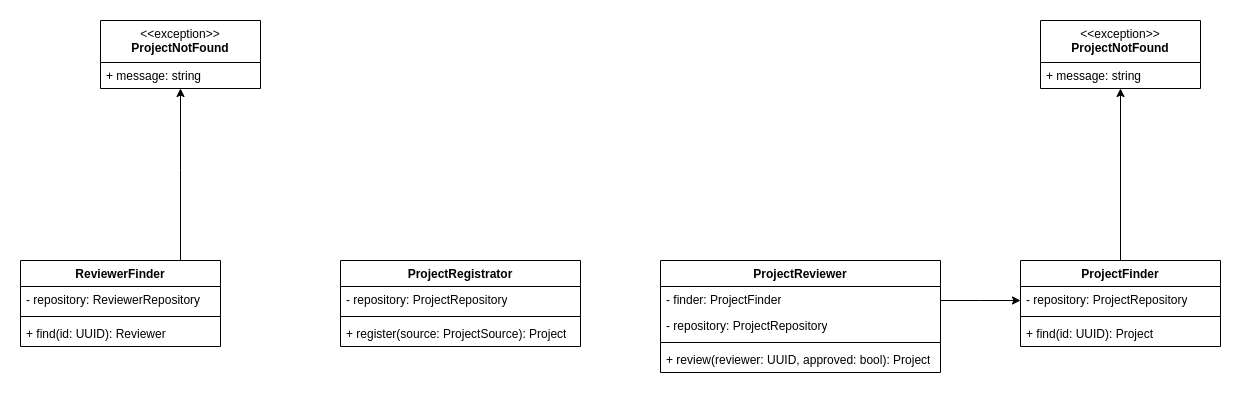 <<exception>>
ProjectNotFound
+ message: string
<<exception>>
ProjectNotFound
+ message: string
ReviewerFinder
- repository: ReviewerRepository
+ find(id: UUID): Reviewer
ProjectRegistrator
- repository: ProjectRepository
+ register(source: ProjectSource): Project
ProjectReviewer
- finder: ProjectFinder
- repository: ProjectRepository
+ review(reviewer: UUID, approved: bool): Project
ProjectFinder
- repository: ProjectRepository
+ find(id: UUID): Project